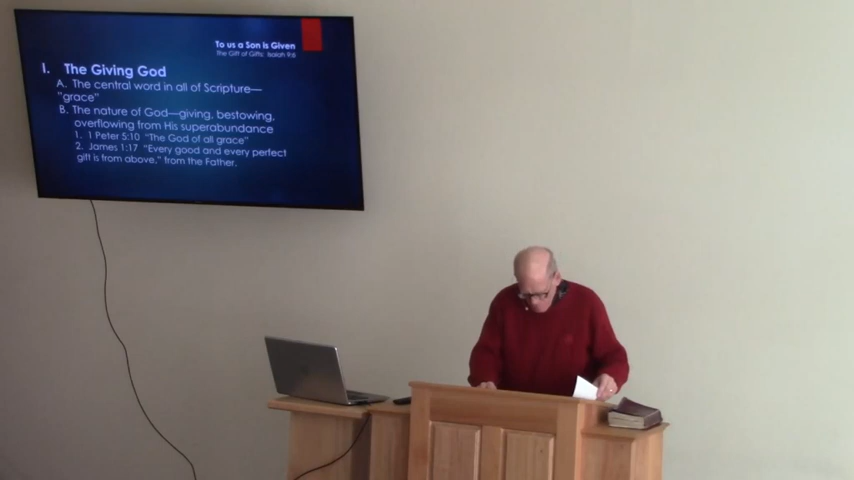 To us a Son is Given
The Gift of Gifts: Isaiah 9:6
I. The Giving God
A. The central word in all of Scripture—
"grace"
B. The nature of God—giving, bestowing,
overflowing from His superabundance
1. 1 Peter 5:10 "The God of all grace"
2. James 1:17 "Every good and every perfect
gift is from above," from the Father.